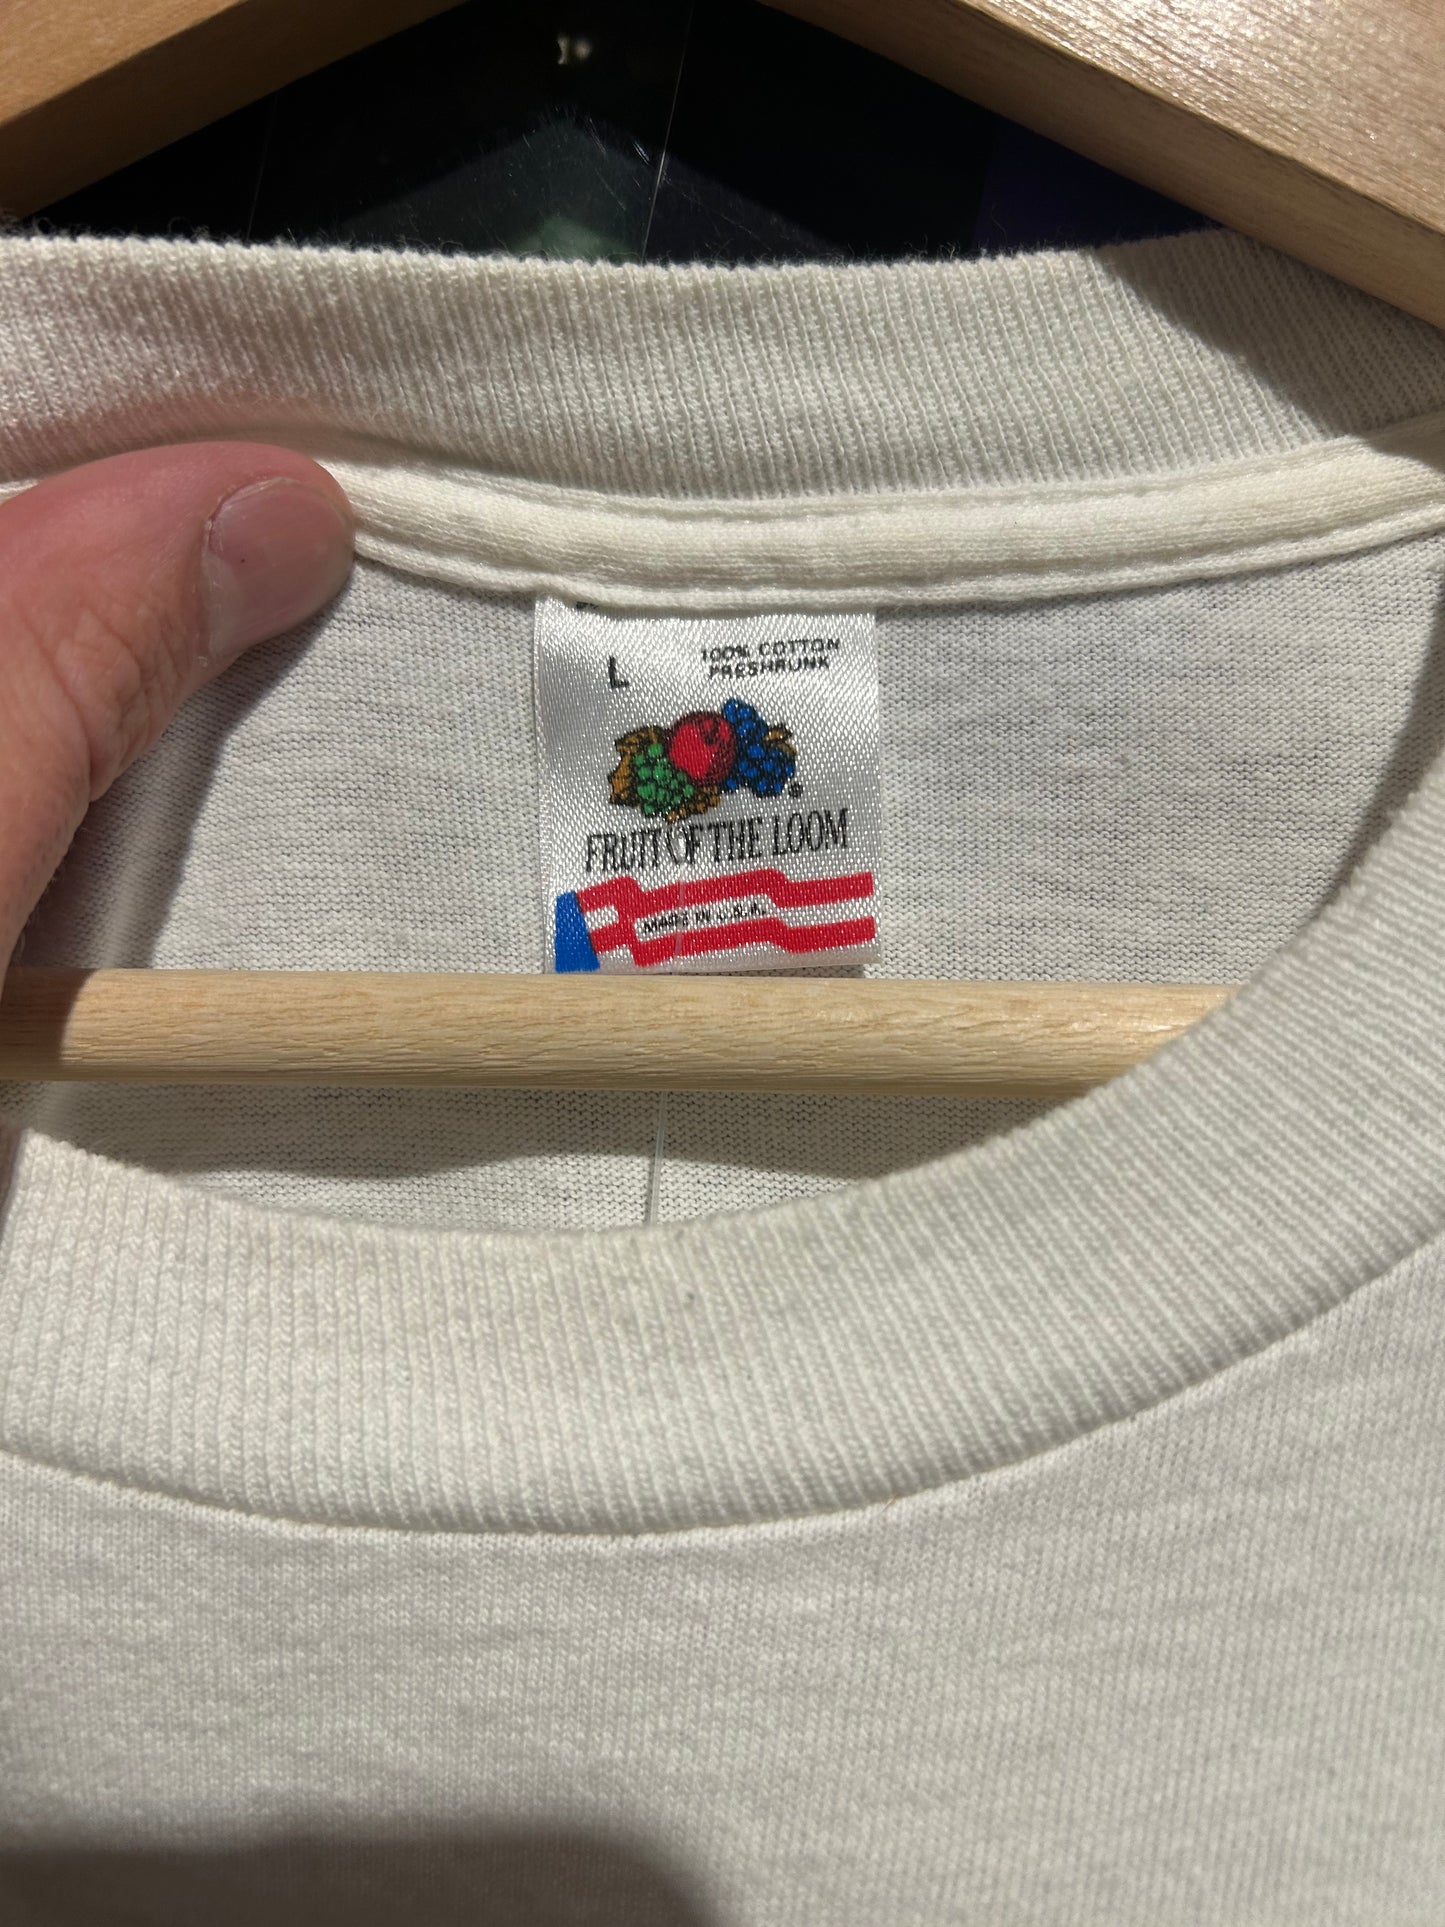 L
100% COTTON
PRESHRUNK
®
FRUIT OF THE LOOM
MADE IN U.S.A.